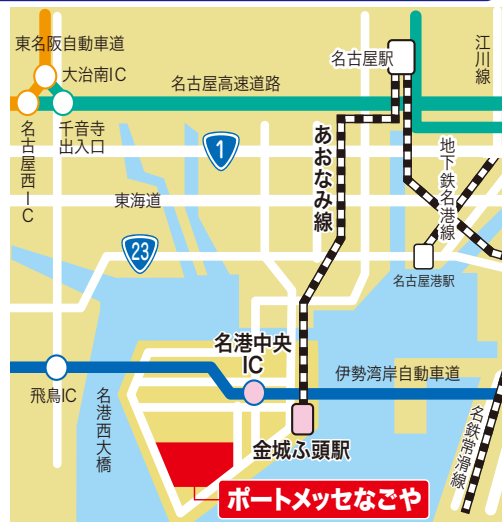 東名阪自動車道
大治南IC
名古屋高速道路
名古屋駅
江川線
千音寺
出入口
名古屋西IC
1
あおなみ線
地下鉄名港線
東海道
23
名古屋港駅
名港中央
IC
伊勢湾岸自動車道
飛鳥IC
名港西大橋
金城ふ頭駅
名鉄常滑線
ポートメッセなごや